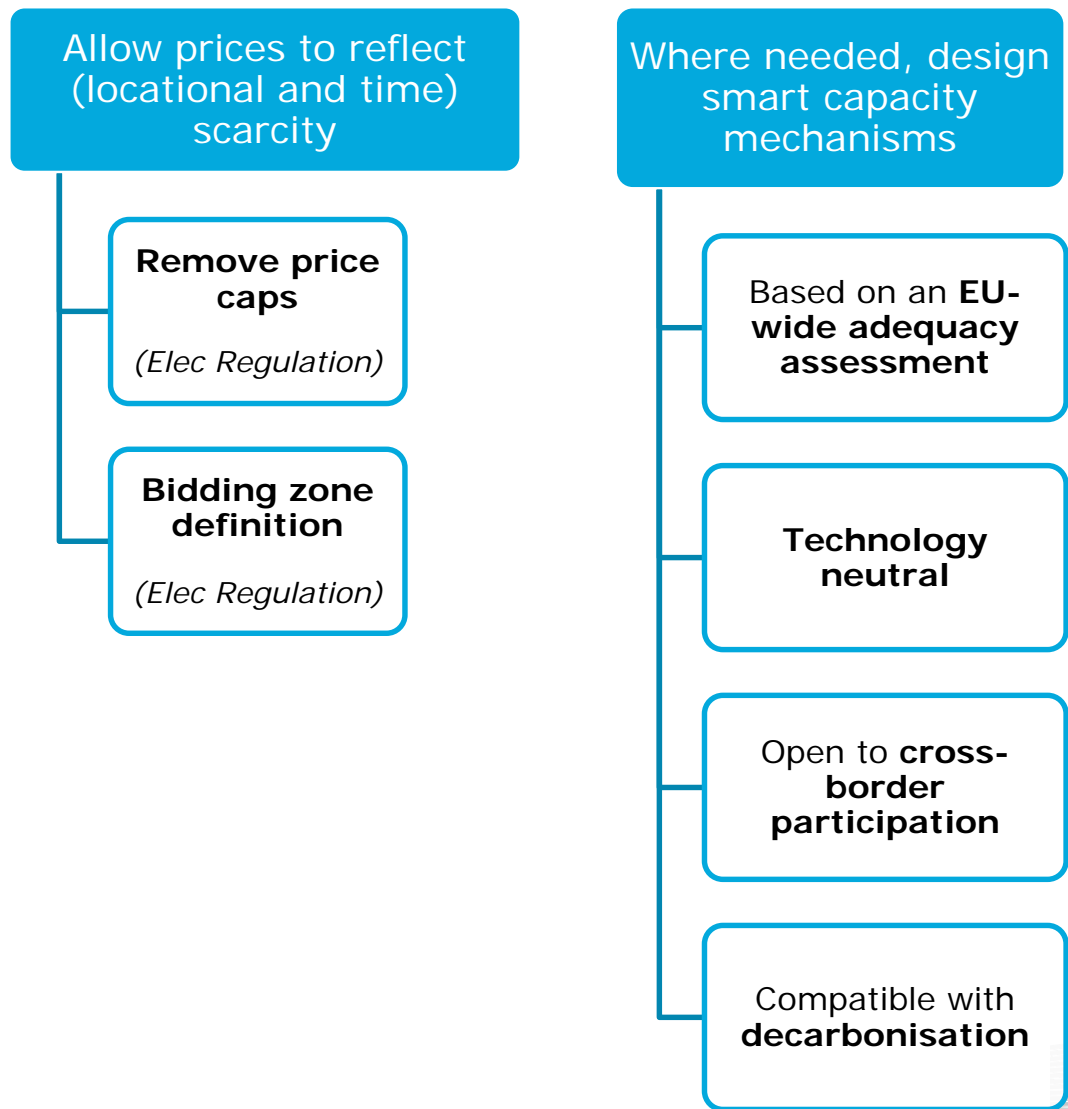 Allow prices to reflect
(locational and time)
scarcity
Remove price
caps
(Elec Regulation)
Bidding zone
definition
(Elec Regulation)
Where needed, design
smart capacity
mechanisms
Based on an EU-
wide adequacy
assessment
Technology
neutral
Open to cross-
border
participation
Compatible with
decarbonisation